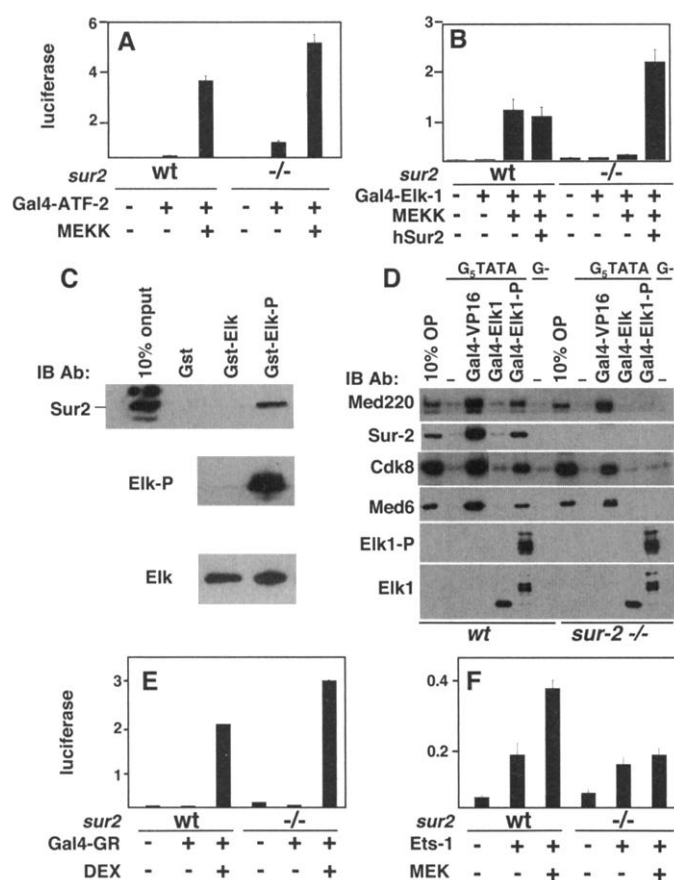 A
luciferase
6
4
2
sur2 wt -/-
Gal4-ATF-2 - + + - + +
MEKK - - + - - +
B
3
2
1
sur2 wt -/-
Gal4-Elk-1 - + + + - + + +
MEKK - - + + - - + +
hSur2 - - - + - - - +
C
10% onput
Gst
Gst-Elk
Gst-Elk-P
IB Ab:
Sur2
Elk-P
Elk
D
G5TATA G- G5TATA G-
10% OP
-
Gal4-VP16
Gal4-Elk1
Gal4-Elk1-P
-
10% OP
-
Gal4-VP16
Gal4-Elk
Gal4-Elk1-P
-
IB Ab:
Med220
Sur-2
Cdk8
Med6
Elk1-P
Elk1
wt sur-2 -/-
E
luciferase
3
2
1
sur2 wt -/-
Gal4-GR - + + - + +
DEX - - + - - +
F
0.4
0.2
sur2 wt -/-
Ets-1 - + + - + +
MEK - - + - - +